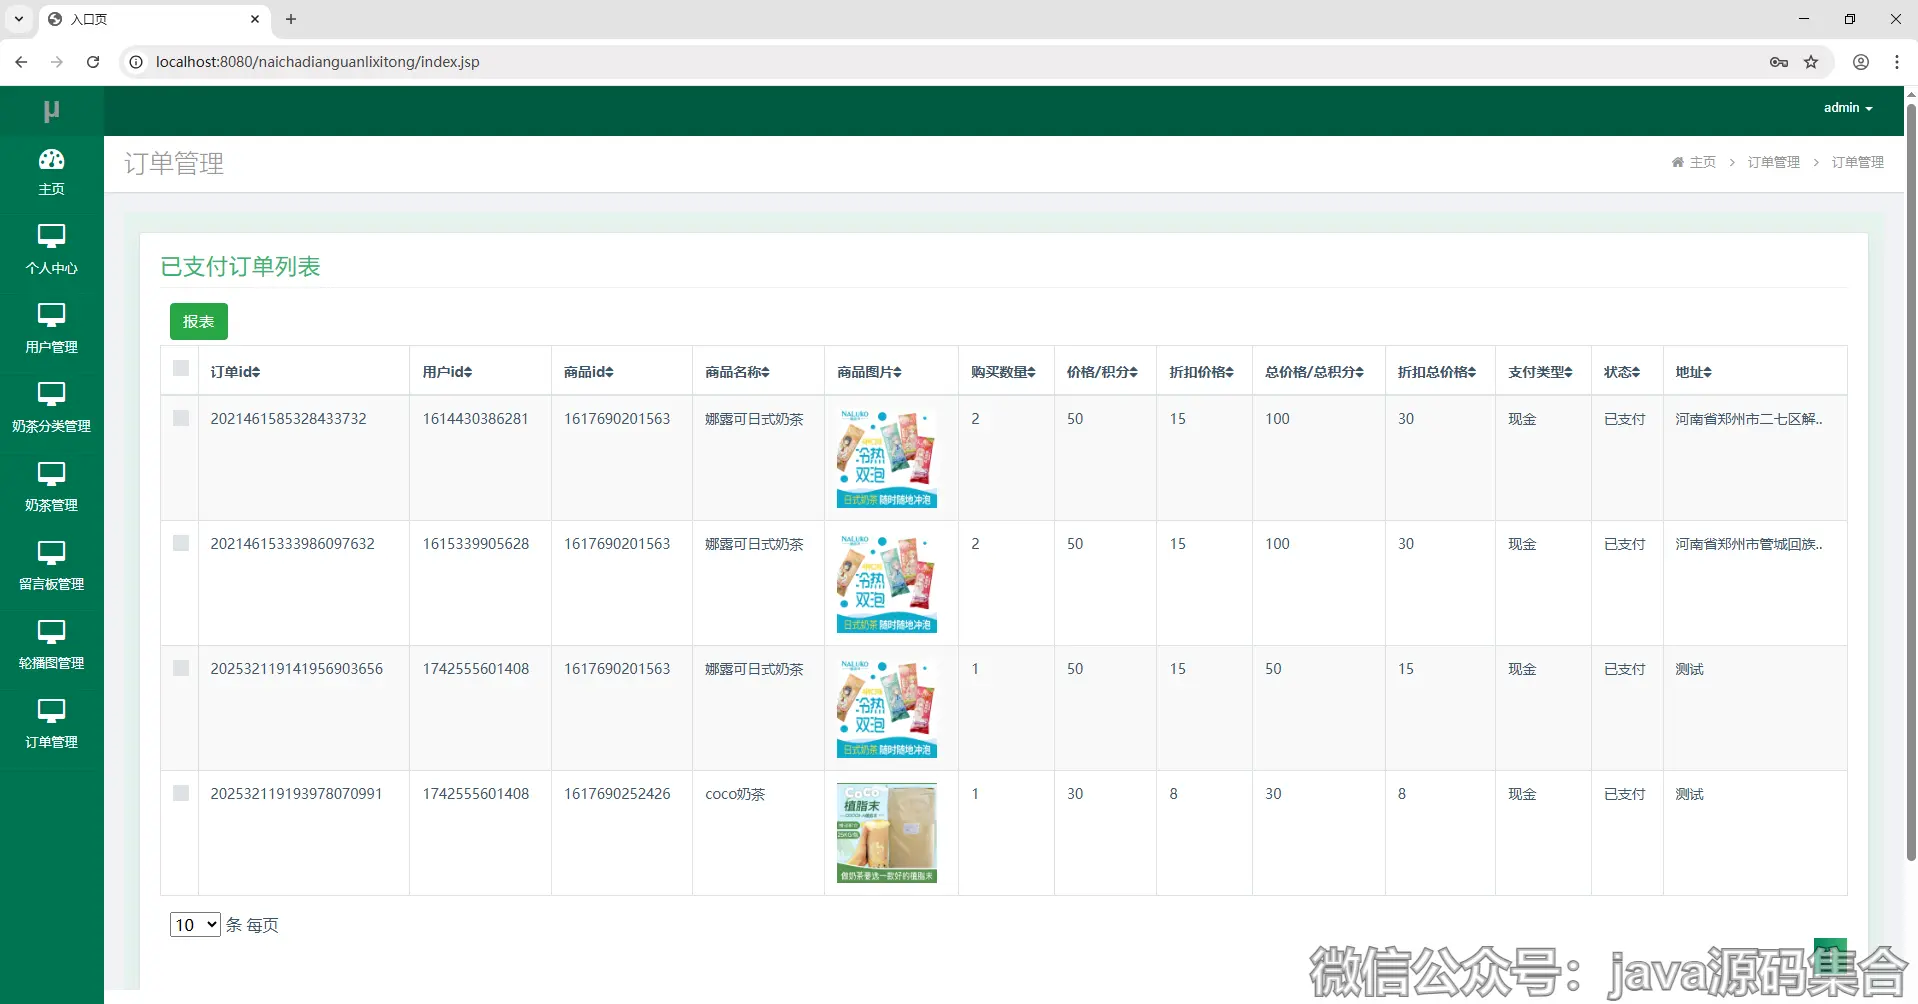 入口页
localhost:8080/naichadianguanlixitong/index.jsp
μ
admin
主页
个人中心
用户管理
奶茶分类管理
奶茶管理
留言板管理
轮播图管理
订单管理
订单管理
主页 > 订单管理 > 订单管理
已支付订单列表
报表
订单id 用户id 商品id 商品名称 商品图片 购买数量 价格/积分 折扣价格 总价格/总积分 折扣总价格 支付类型 状态 地址
2021461585328433732 1614430386281 1617690201563 娜露可日式奶茶 2 50 15 100 30 现金 已支付 河南省郑州市二七区解..
NALUKO
冷热
双泡
日式奶茶 随时随地冲泡
20214615333986097632 1615339905628 1617690201563 娜露可日式奶茶 2 50 15 100 30 现金 已支付 河南省郑州市管城回族..
NALUKO
冷热
双泡
日式奶茶 随时随地冲泡
202532119141956903656 1742555601408 1617690201563 娜露可日式奶茶 1 50 15 50 15 现金 已支付 测试
NALUKO
冷热
双泡
日式奶茶 随时随地冲泡
202532119193978070991 1742555601408 1617690252426 coco奶茶 1 30 8 30 8 现金 已支付 测试
CoCo
植脂末
做奶茶要选一款好的植脂末
10 条 每页
微信公众号：java源码集合